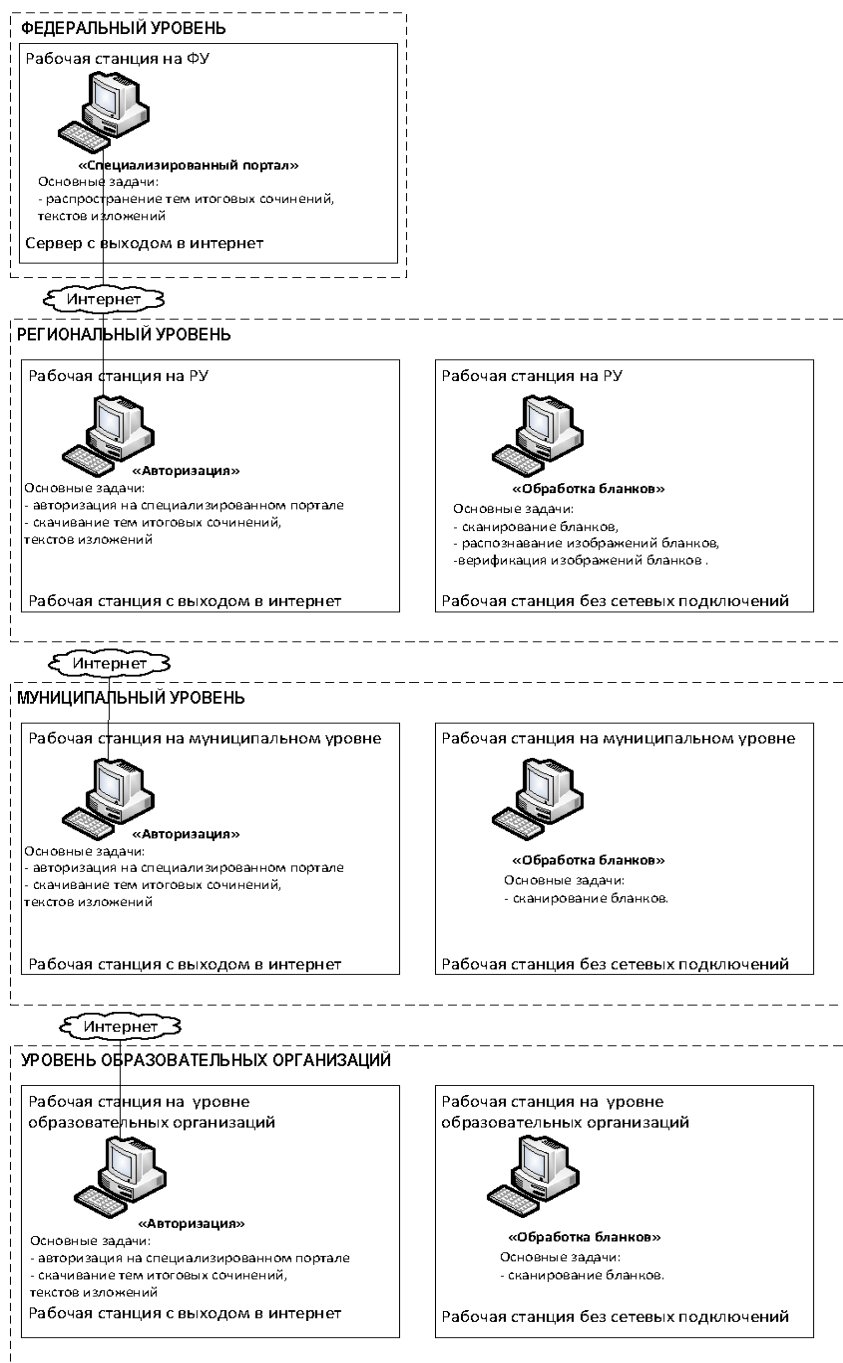 ФЕДЕРАЛЬНЫЙ УРОВЕНЬ
Рабочая станция на ФУ
«Специализированный портал»
Основные задачи:
- распространение тем итоговых сочинений,
текстов изложений
Сервер с выходом в интернет
Интернет
РЕГИОНАЛЬНЫЙ УРОВЕНЬ
Рабочая станция на РУ
«Авторизация»
Основные задачи:
- авторизация на специализированном портале
- скачивание тем итоговых сочинений,
текстов изложений
Рабочая станция с выходом в интернет
Рабочая станция на РУ
«Обработка бланков»
Основные задачи:
- сканирование бланков,
- распознавание изображений бланков,
-верификация изображений бланков .
Рабочая станция без сетевых подключений
Интернет
МУНИЦИПАЛЬНЫЙ УРОВЕНЬ
Рабочая станция на муниципальном уровне
«Авторизация»
Основные задачи:
- авторизация на специализированном портале
- скачивание тем итоговых сочинений,
текстов изложений
Рабочая станция с выходом в интернет
Рабочая станция на муниципальном уровне
«Обработка бланков»
Основные задачи:
- сканирование бланков.
Рабочая станция без сетевых подключений
Интернет
УРОВЕНЬ ОБРАЗОВАТЕЛЬНЫХ ОРГАНИЗАЦИЙ
Рабочая станция на уровне
образовательных организаций
«Авторизация»
Основные задачи:
- авторизация на специализированном портале
- скачивание тем итоговых сочинений,
текстов изложений
Рабочая станция с выходом в интернет
Рабочая станция на уровне
образовательных организаций
«Обработка бланков»
Основные задачи:
- сканирование бланков.
Рабочая станция без сетевых подключений